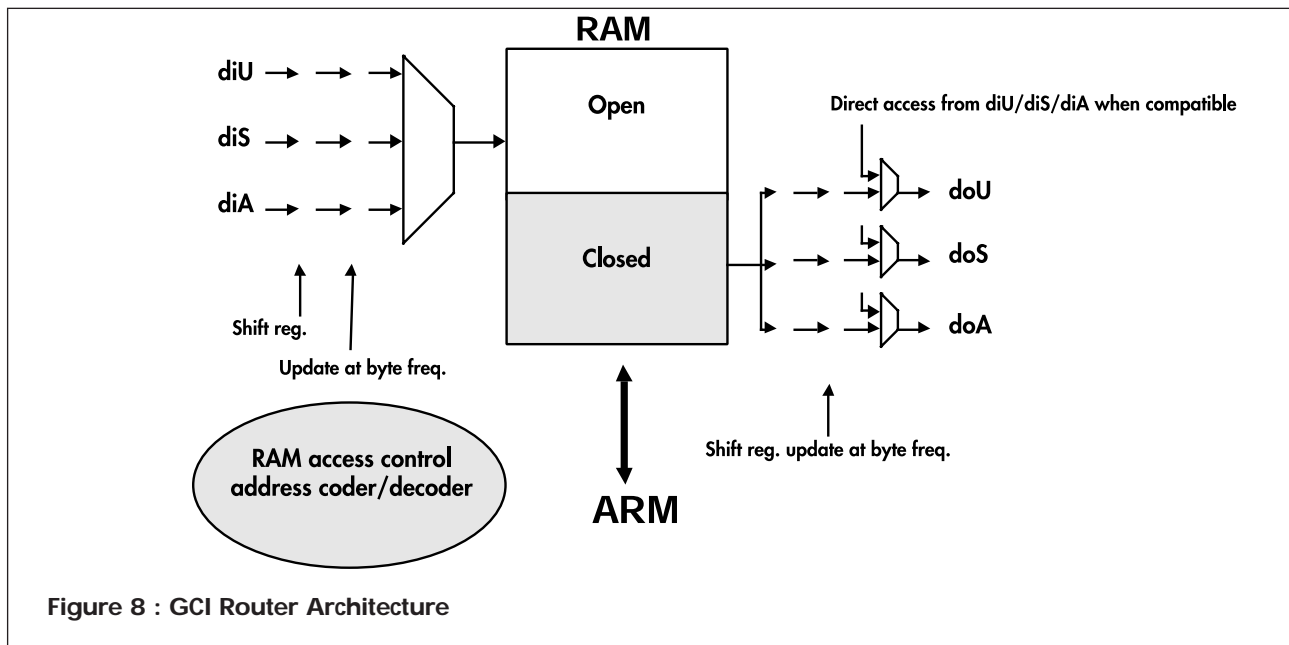 RAM
diU
diS
diA
Open
Closed
Direct access from diU/diS/diA when compatible
doU
doS
doA
Shift reg.
Update at byte freq.
Shift reg. update at byte freq.
RAM access control
address coder/decoder
ARM
Figure 8 : GCI Router Architecture